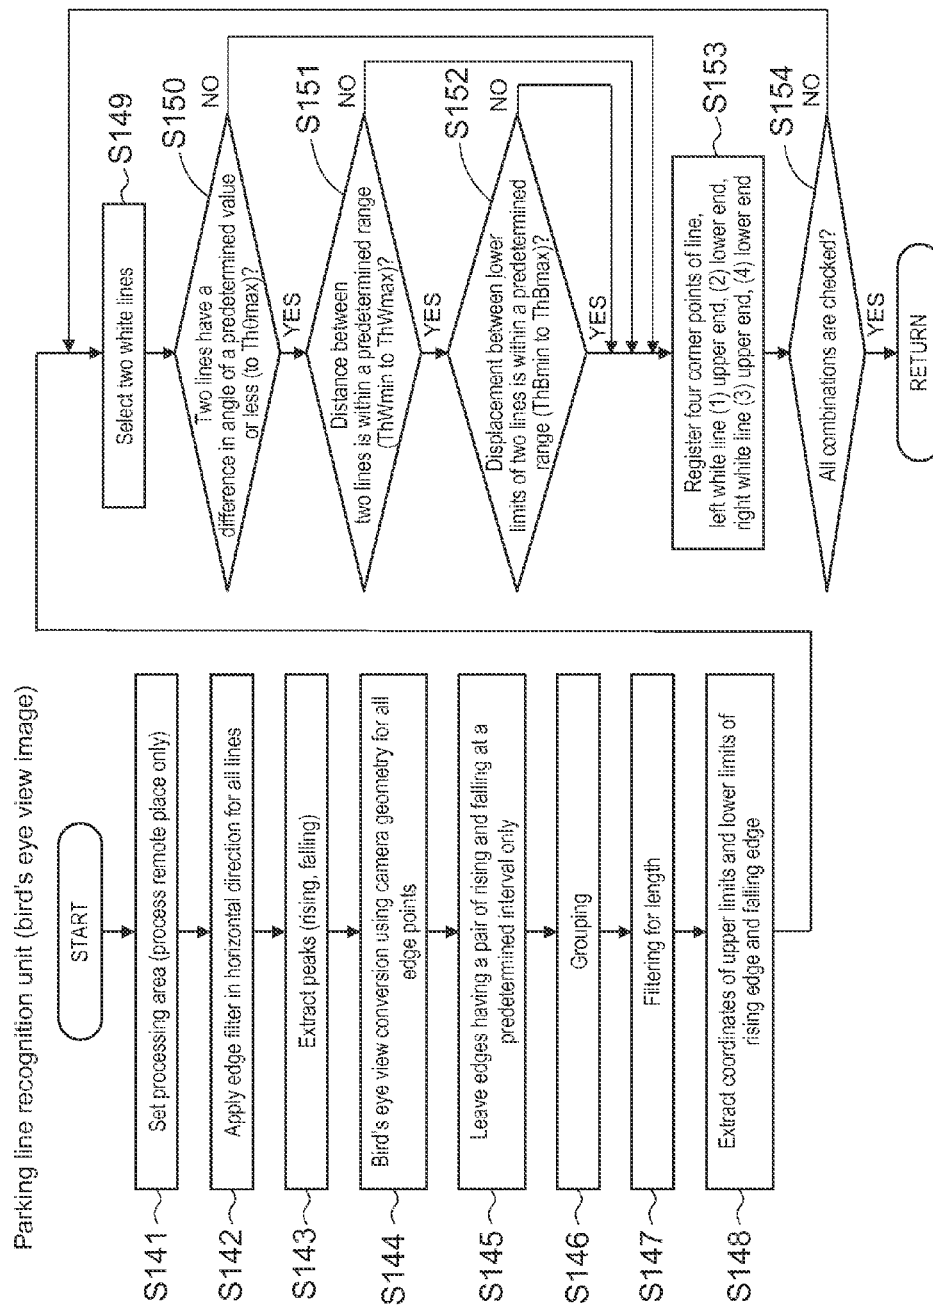 Parking line recognition unit (bird's eye view image)
START
S141
Set processing area (process remote place only)
S142
Apply edge filter in horizontal direction for all lines
S143
Extract peaks (rising, falling)
S144
Bird's eye view conversion using camera geometry for all
edge points
S145
Leave edges having a pair of rising and falling at a
predetermined interval only
S146
Grouping
S147
Filtering for length
S148
Extract coordinates of upper limits and lower limits of
rising edge and falling edge
S149
Select two white lines
S150
Two lines have a
difference in angle of a predetermined value
or less (to Thθmax)?
NO
YES
S151
Distance between
two lines is within a predetermined range
(ThWmin to ThWmax)?
NO
YES
S152
Displacement between lower
limits of two lines is within a predetermined
range (ThBmin to ThBmax)?
NO
YES
S153
Register four corner points of line,
left white line (1) upper end, (2) lower end,
right white line (3) upper end, (4) lower end
S154
All combinations are checked?
NO
YES
RETURN